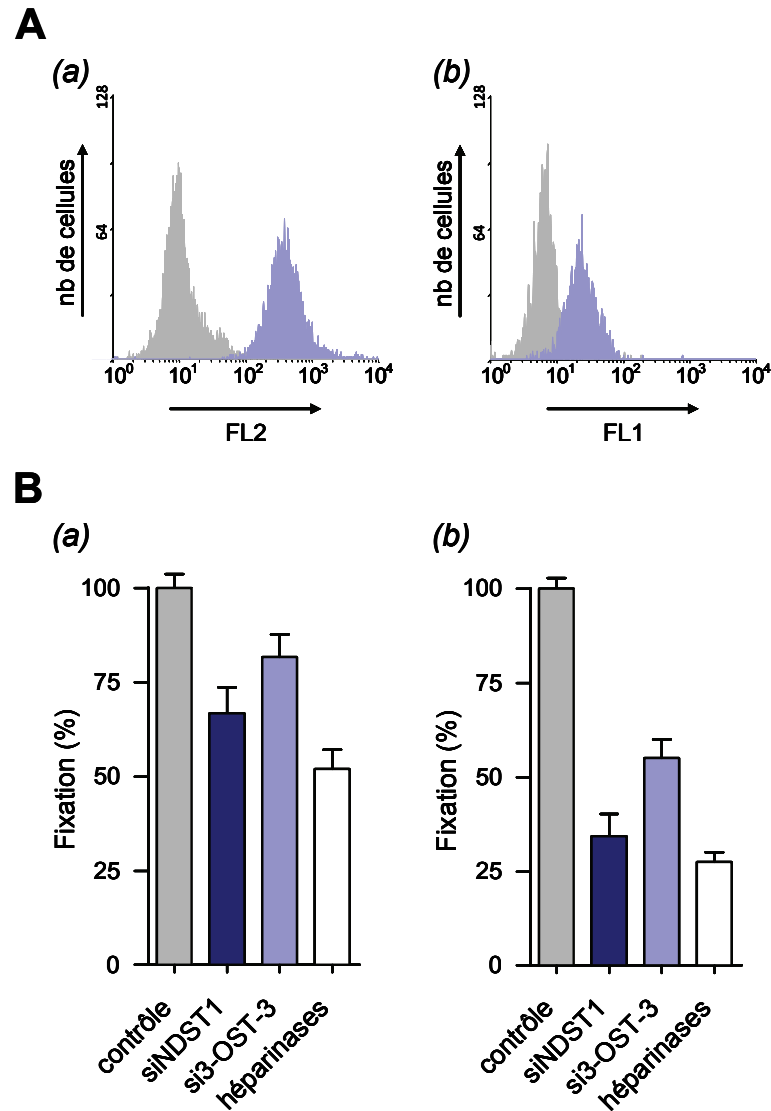 A
(a)
(b)
128
64
nb de cellules
10⁰ 10¹ 10² 10³ 10⁴
FL2
128
64
nb de cellules
10⁰ 10¹ 10² 10³ 10⁴
FL1
B
(a)
(b)
100
75
50
25
0
Fixation (%)
contrôle
siNDST1
si3-OST-3
héparinases
100
75
50
25
0
Fixation (%)
contrôle
siNDST1
si3-OST-3
héparinases